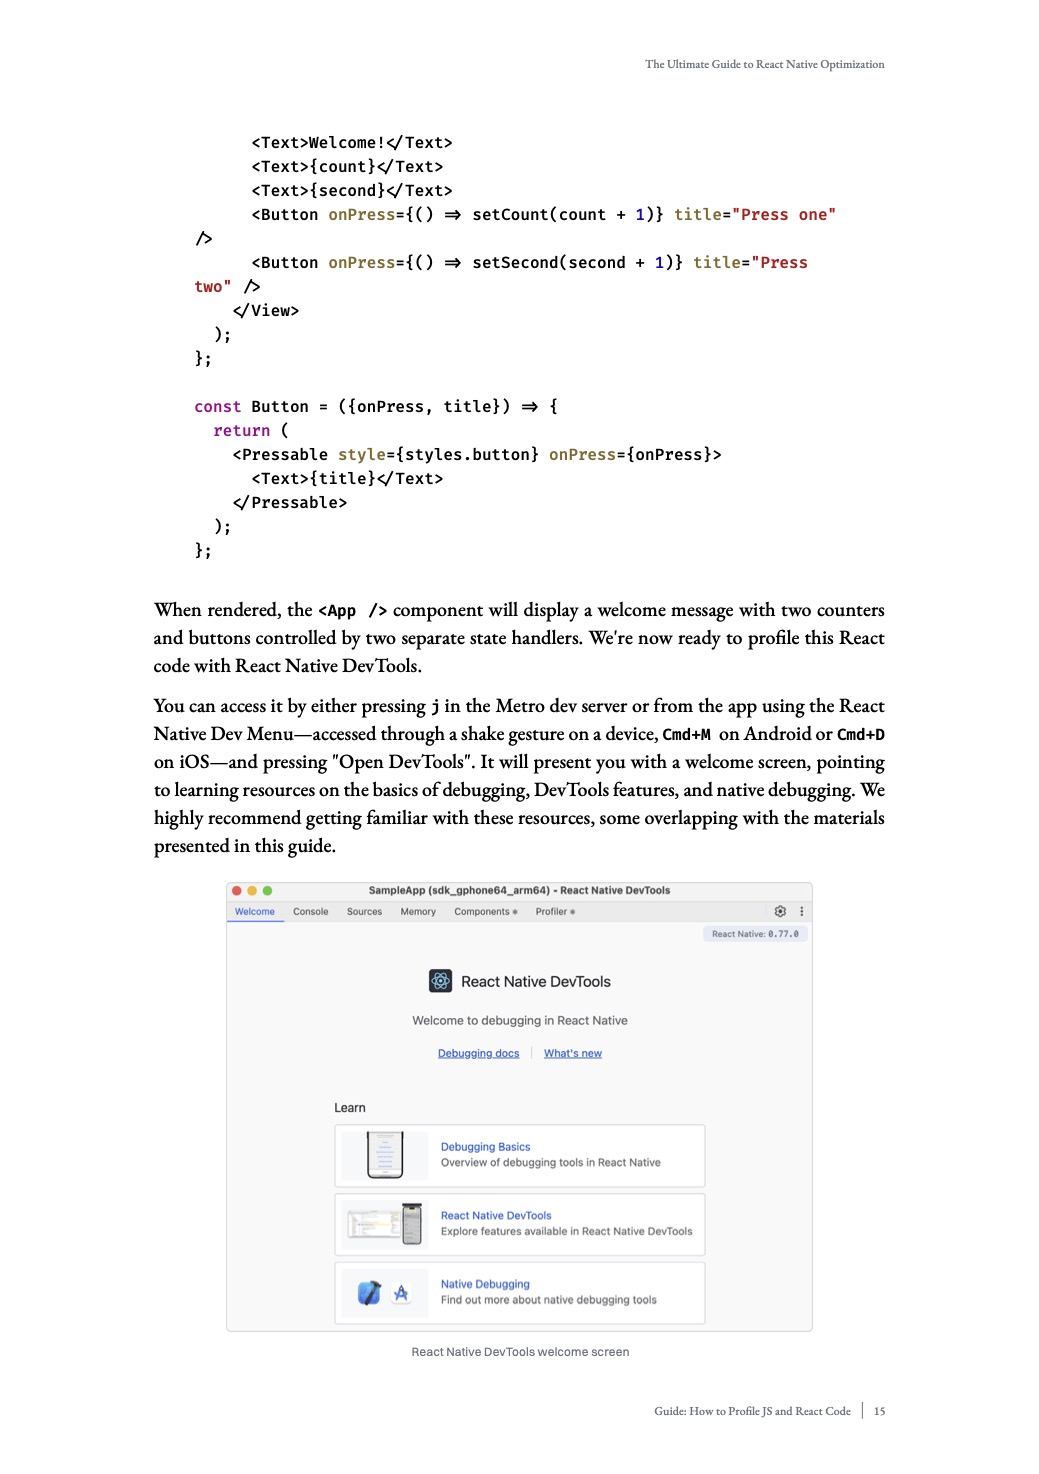 The Ultimate Guide to React Native Optimization
<Text>Welcome!</Text>
<Text>{count}</Text>
<Text>{second}</Text>
<Button onPress={() => setCount(count + 1)} title="Press one"
/>
<Button onPress={() => setSecond(second + 1)} title="Press
two" />
</View>
);
};
const Button = ({onPress, title}) => {
return (
<Pressable style={styles.button} onPress={onPress}>
<Text>{title}</Text>
</Pressable>
);
};
When rendered, the <App /> component will display a welcome message with two counters
and buttons controlled by two separate state handlers. We're now ready to profile this React
code with React Native DevTools.
You can access it by either pressing j in the Metro dev server or from the app using the React
Native Dev Menu—accessed through a shake gesture on a device, Cmd+M on Android or Cmd+D
on iOS—and pressing "Open DevTools". It will present you with a welcome screen, pointing
to learning resources on the basics of debugging, DevTools features, and native debugging. We
highly recommend getting familiar with these resources, some overlapping with the materials
presented in this guide.
SampleApp (sdk_gphone64_arm64) - React Native DevTools
Welcome Console Sources Memory Components Profiler
React Native: 0.77.0
React Native DevTools
Welcome to debugging in React Native
Debugging docs What's new
Learn
Debugging Basics
Overview of debugging tools in React Native
React Native DevTools
Explore features available in React Native DevTools
Native Debugging
Find out more about native debugging tools
React Native DevTools welcome screen
Guide: How to Profile JS and React Code 15